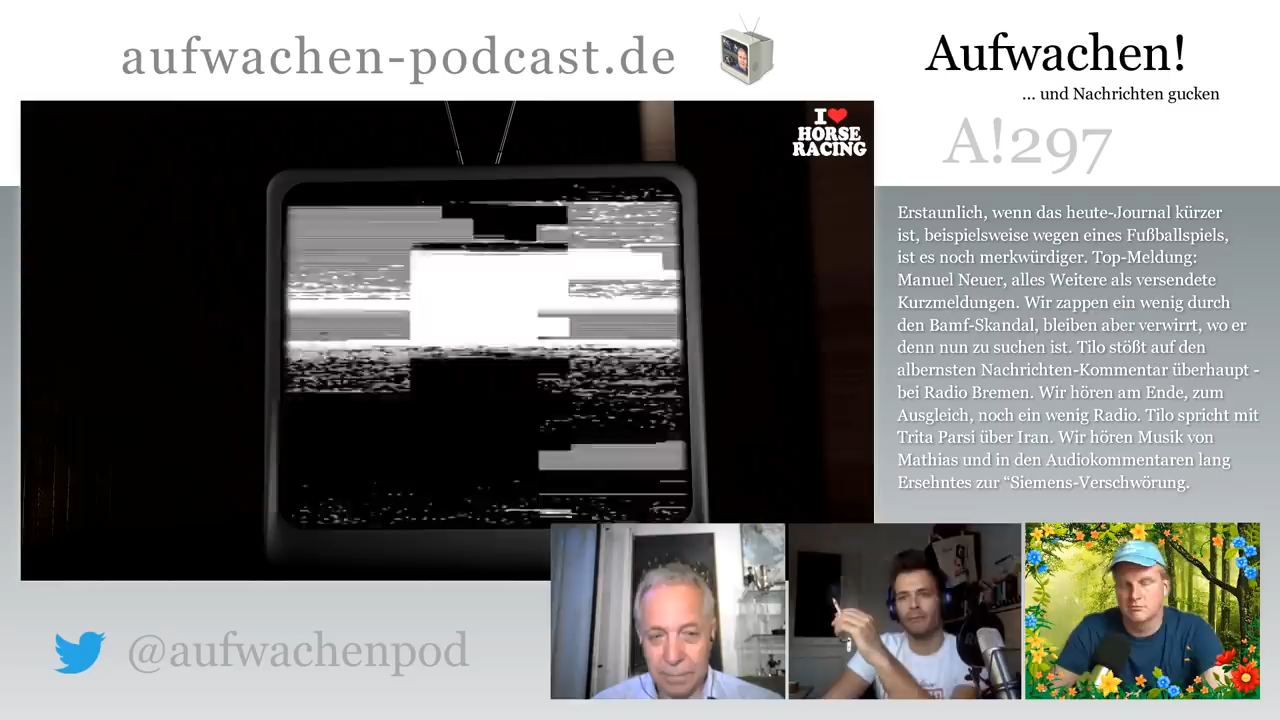 aufwachen-podcast.de
Aufwachen!
... und Nachrichten gucken
A!297
I
HORSE
RACING
Erstaunlich, wenn das heute-Journal kürzer
ist, beispielsweise wegen eines Fußballspiels,
ist es noch merkwürdiger. Top-Meldung:
Manuel Neuer, alles Weitere als versendete
Kurzmeldungen. Wir zappen ein wenig durch
den Bamf-Skandal, bleiben aber verwirrt, wo er
denn nun zu suchen ist. Tilo stößt auf den
albernsten Nachrichten-Kommentar überhaupt -
bei Radio Bremen. Wir hören am Ende, zum
Ausgleich, noch ein wenig Radio. Tilo spricht mit
Trita Parsi über Iran. Wir hören Musik von
Mathias und in den Audiokommentaren lang
Ersehntes zur “Siemens-Verschwörung.
@aufwachenpod